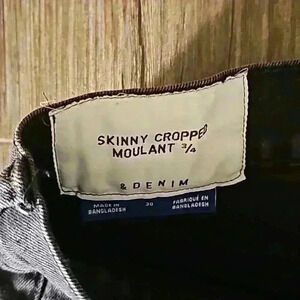 SKINNY CROPPED
MOULANT 3/4
& DENIM
MADE IN BANGLADESH
30
FABRIQUÉ EN BANGLADESH